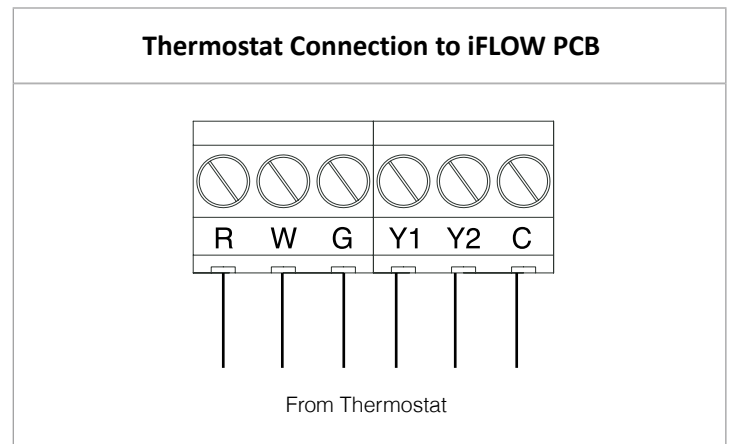 Thermostat Connection to iFLOW PCB
R W G Y1 Y2 C
From Thermostat